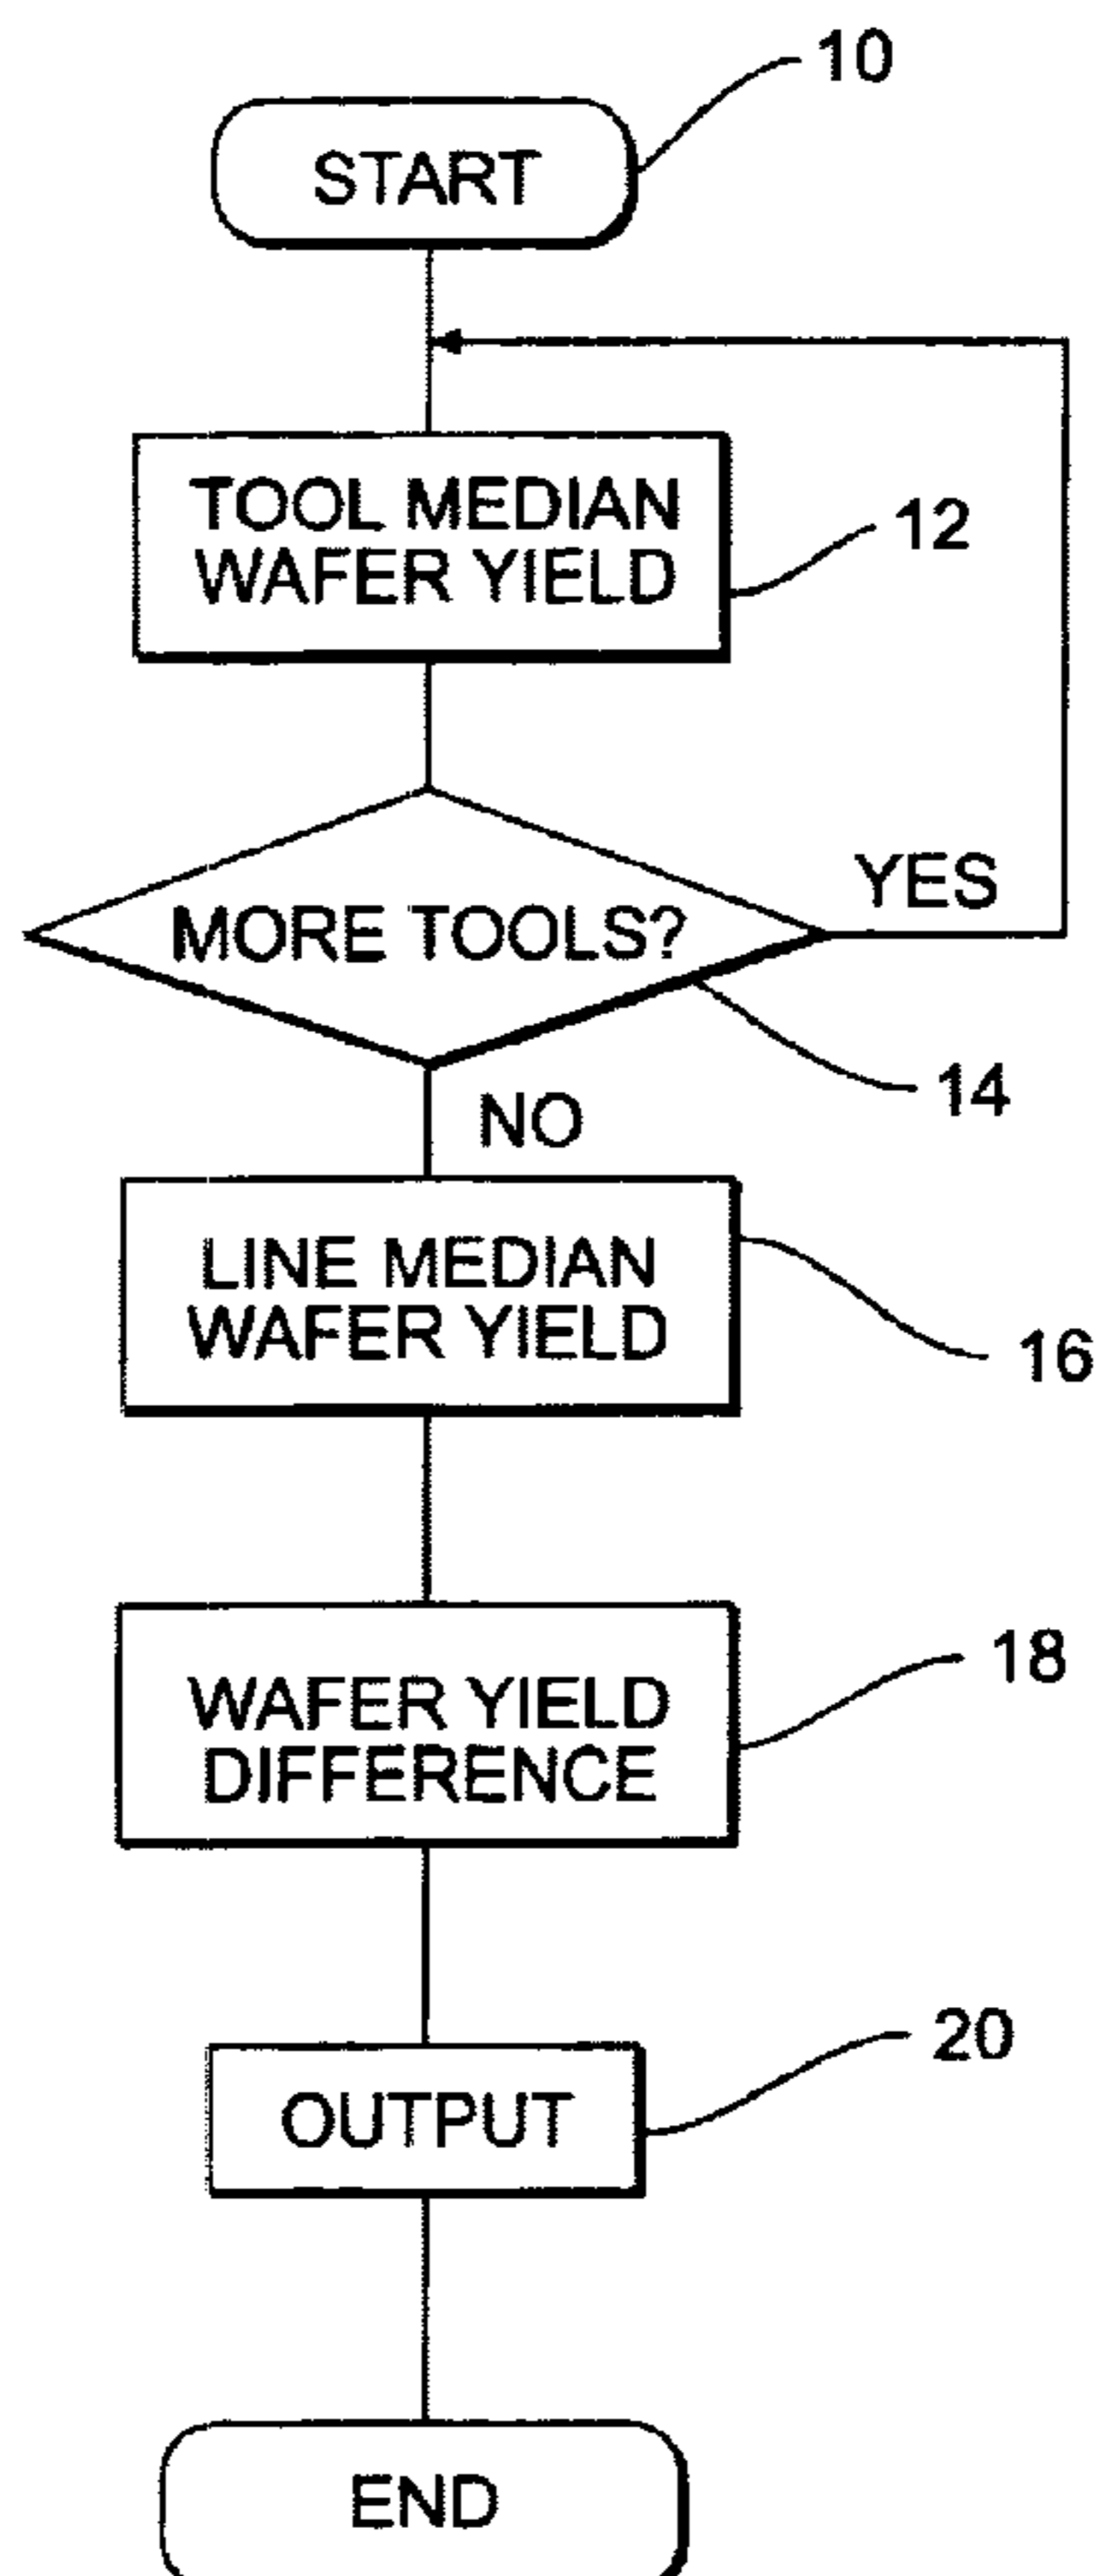 10
START
TOOL MEDIAN
WAFER YIELD
12
MORE TOOLS?
YES
14
NO
LINE MEDIAN
WAFER YIELD
16
WAFER YIELD
DIFFERENCE
18
OUTPUT
20
END